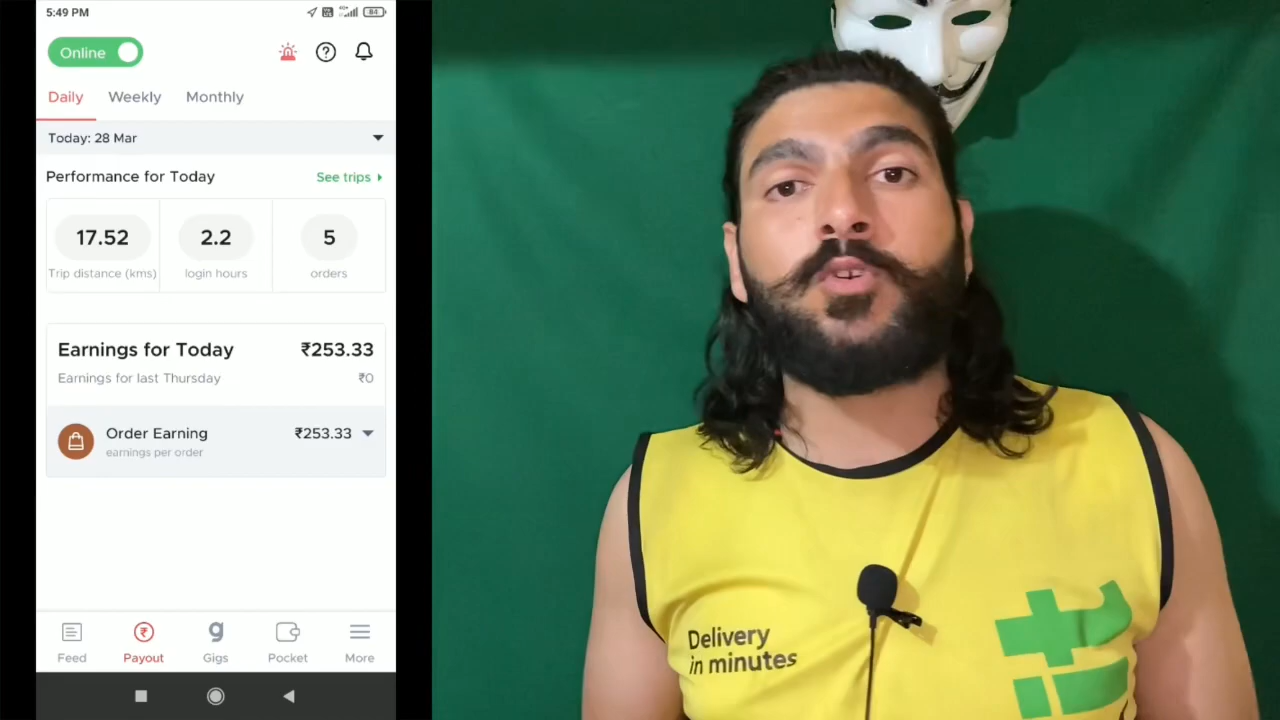 5:49 PM
84
Online
Daily Weekly Monthly
Today: 28 Mar
Performance for Today See trips
17.52 2.2 5
Trip distance (kms) login hours orders
Earnings for Today ₹253.33
Earnings for last Thursday ₹0
Order Earning ₹253.33
earnings per order
Feed Payout Gigs Pocket More
Delivery
in minutes